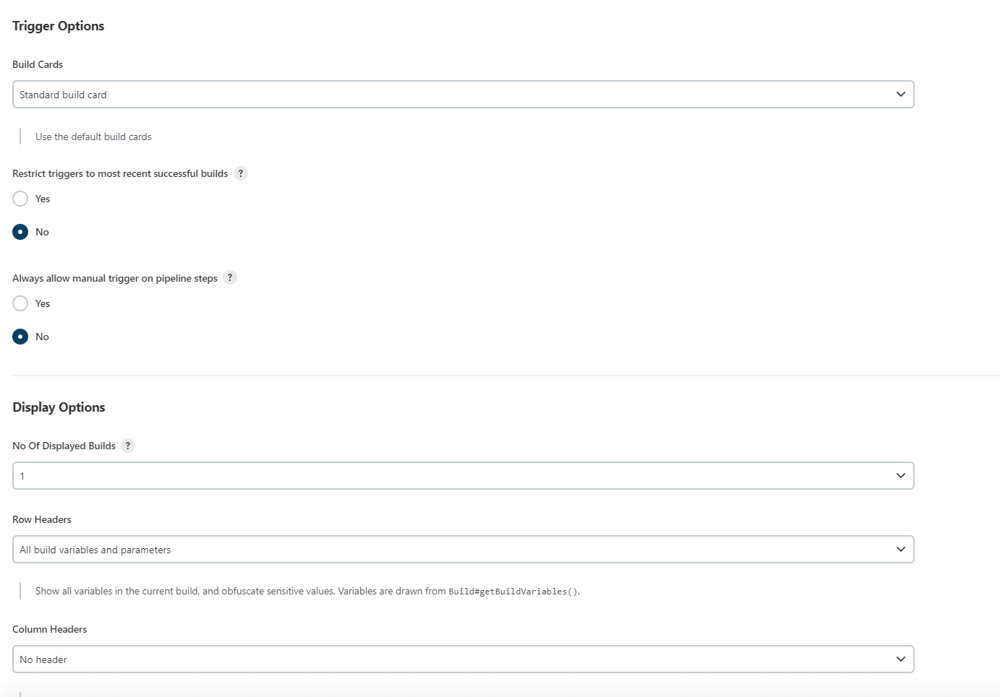 Trigger Options
Build Cards
Standard build card
Use the default build cards
Restrict triggers to most recent successful builds ?
Yes
No
Always allow manual trigger on pipeline steps ?
Yes
No
Display Options
No Of Displayed Builds ?
1
Row Headers
All build variables and parameters
Show all variables in the current build, and obfuscate sensitive values. Variables are drawn from Build#getBuildVariables().
Column Headers
No header